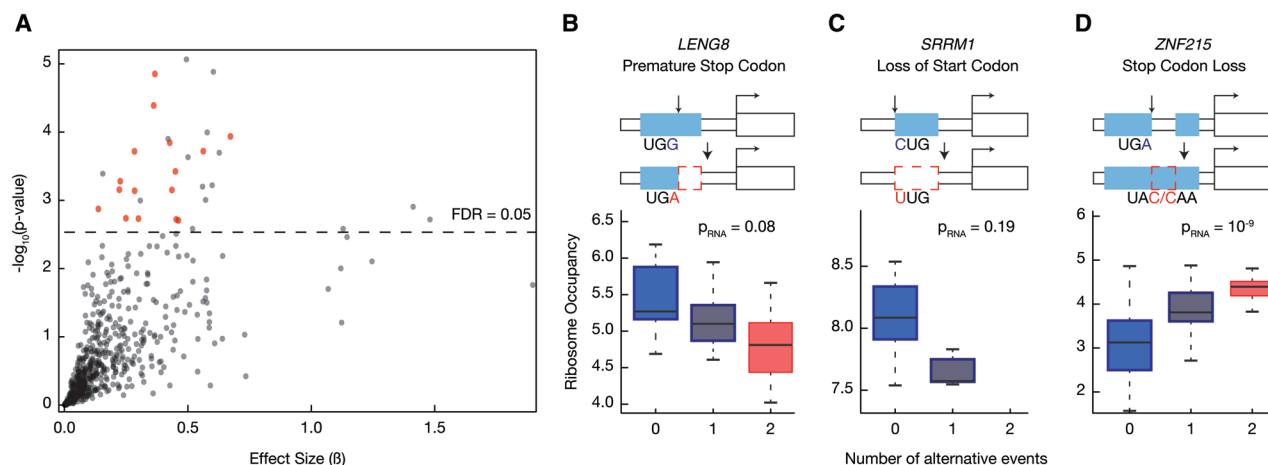 A
5
4
3
2
1
0
-log10(p-value)
FDR = 0.05
0.0
0.5
1.0
1.5
Effect Size (ß)
B
LENG8
Premature Stop Codon
UGG
UGA
6.5
6.0
5.5
5.0
4.5
4.0
Ribosome Occupancy
pRNA = 0.08
0
1
2
C
SRRM1
Loss of Start Codon
CUG
UUG
8.5
8.0
7.5
pRNA = 0.19
0
1
2
Number of alternative events
D
ZNF215
Stop Codon Loss
UGA
UAC/CAA
6
5
4
3
2
pRNA = 10-9
0
1
2